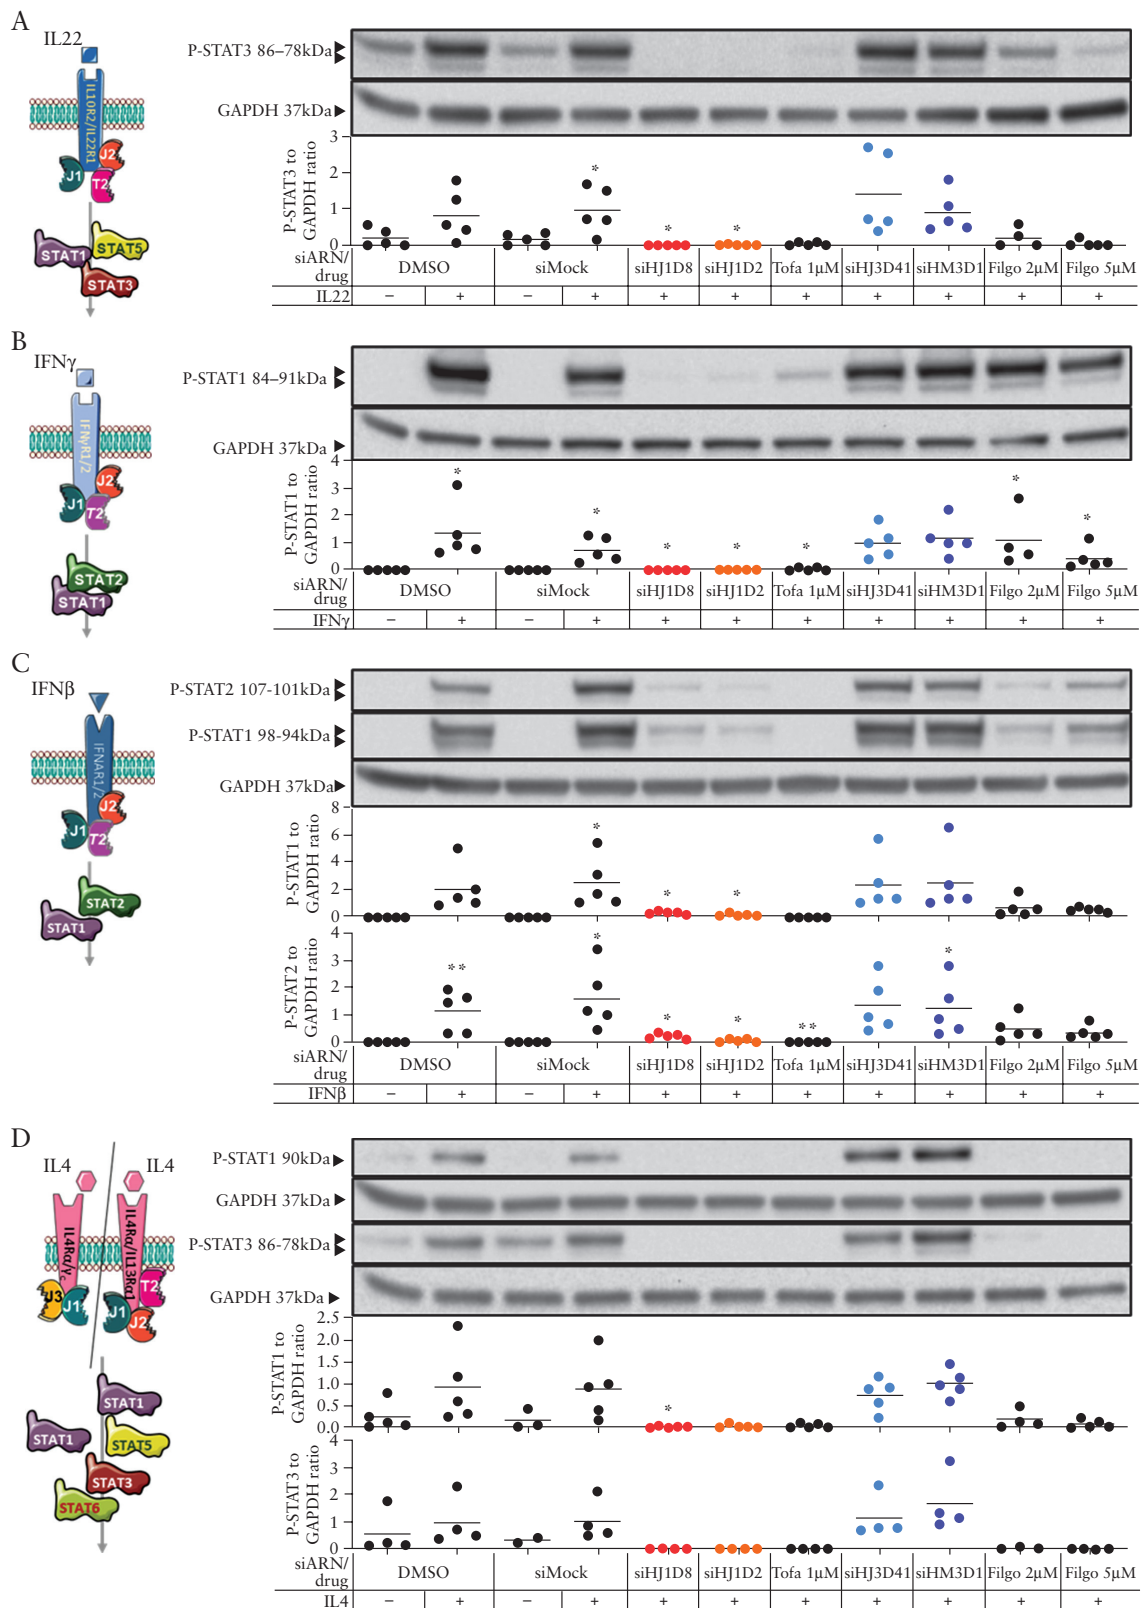 A
IL22
IL10R2/IL22R1
J1
J2
T2
STAT1
STAT5
STAT3
P-STAT3 86–78kDa
GAPDH 37kDa
P-STAT3 to
GAPDH ratio
3
2
1
0
*
*
*
siARN/
drug
DMSO
siMock
siHJ1D8
siHJ1D2
Tofa 1µM
siHJ3D41
siHM3D1
Filgo 2µM
Filgo 5µM
IL22
– + – + + + + + + + +
B
IFNγ
IFNγR1/2
J1
J2
T2
STAT2
STAT1
P-STAT1 84–91kDa
GAPDH 37kDa
P-STAT1 to
GAPDH ratio
4
3
2
1
0
*
*
*
*
*
*
*
siARN/
drug
DMSO
siMock
siHJ1D8
siHJ1D2
Tofa 1µM
siHJ3D41
siHM3D1
Filgo 2µM
Filgo 5µM
IFNγ
– + – + + + + + + + +
C
IFNβ
IFNAR1/2
J1
J2
T2
STAT2
STAT1
P-STAT2 107-101kDa
P-STAT1 98-94kDa
GAPDH 37kDa
P-STAT1 to
GAPDH ratio
8
6
4
2
0
*
*
*
P-STAT2 to
GAPDH ratio
4
3
2
1
0
**
*
*
*
**
*
siARN/
drug
DMSO
siMock
siHJ1D8
siHJ1D2
Tofa 1µM
siHJ3D41
siHM3D1
Filgo 2µM
Filgo 5µM
IFNβ
– + – + + + + + + + +
D
IL4
IL4
IL4Rα/γc
IL4Rα/IL13Rα1
J3
J1
J1
T2
J2
STAT1
STAT1
STAT5
STAT3
STAT6
P-STAT1 90kDa
GAPDH 37kDa
P-STAT3 86-78kDa
GAPDH 37kDa
P-STAT1 to
GAPDH ratio
2.5
2.0
1.5
1.0
0.5
0.0
*
P-STAT3 to
GAPDH ratio
4
3
2
1
0
siARN/
drug
DMSO
siMock
siHJ1D8
siHJ1D2
Tofa 1µM
siHJ3D41
siHM3D1
Filgo 2µM
Filgo 5µM
IL4
– + – + + + + + + + +